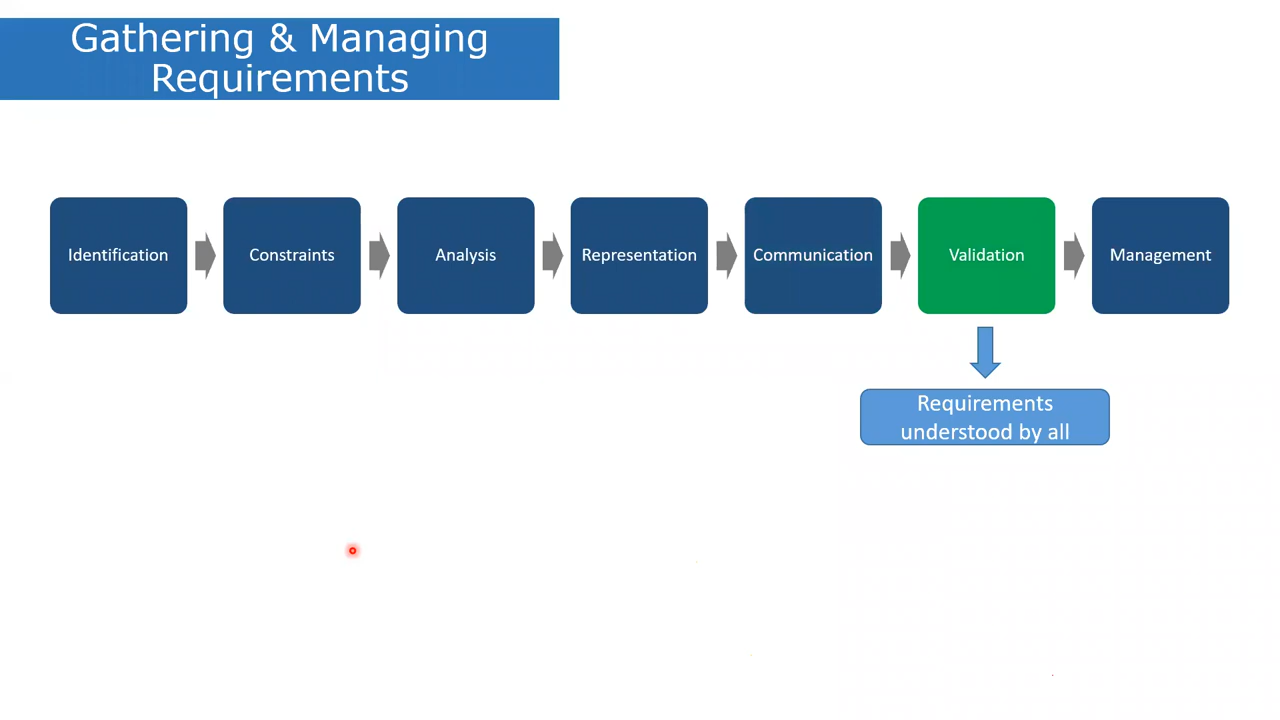 Gathering & Managing
Requirements
Identification
Constraints
Analysis
Representation
Communication
Validation
Management
Requirements
understood by all